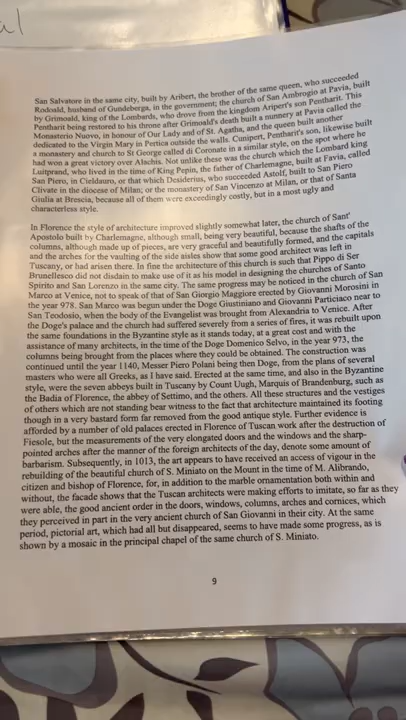 al
San Salvatore in the same city, built by Aribert, the brother of the same queen, who succeeded
Rodoald, husband of Gundeberga, in the government; the church of San Ambrogio at Pavia, built
by Grimoald, king of the Lombards, who drove from the kingdom Aripert's son Pentharit. This
Pentharit being restored to his throne after Grimoald's death built a nunnery at Pavia called the
Monasterio Nuovo, in honour of Our Lady and of St. Agatha, and the queen built another
dedicated to the Virgin Mary in Pertica outside the walls. Cunipert, Pentharit's son, likewise built
a monastery and church to St George called di Coronate in a similar style, on the spot where he
had won a great victory over Alachis. Not unlike these was the church which the Lombard king
Luitprand, who lived in the time of King Pepin, the father of Charlemagne, built at Pavia, called
San Piero, in Cieldauro, or that which Desiderius, who succeeded Astolf, built to San Piero
Clivate in the diocese of Milan; or the monastery of San Vincenzo at Milan, or that of Santa
Giulia at Brescia, because all of them were exceedingly costly, but in a most ugly and
characterless style.
In Florence the style of architecture improved slightly somewhat later, the church of Sant'
Apostolo built by Charlemagne, although small, being very beautiful, because the shafts of the
columns, although made up of pieces, are very graceful and beautifully formed, and the capitals
and the arches for the vaulting of the side aisles show that some good architect was left in
Tuscany, or had arisen there. In fine the architecture of this church is such that Pippo di Ser
Brunellesco did not disdain to make use of it as his model in designing the churches of Santo
Spirito and San Lorenzo in the same city. The same progress may be noticed in the church of San
Marco at Venice, not to speak of that of San Giorgio Maggiore erected by Giovanni Morosini in
the year 978. San Marco was begun under the Doge Giustiniano and Giovanni Particiaco near to
San Teodosio, when the body of the Evangelist was brought from Alexandria to Venice. After
the Doge's palace and the church had suffered severely from a series of fires, it was rebuilt upon
the same foundations in the Byzantine style as it stands today, at a great cost and with the
assistance of many architects, in the time of the Doge Domenico Selvo, in the year 973, the
columns being brought from the places where they could be obtained. The construction was
continued until the year 1140, Messer Piero Polani being then Doge, from the plans of several
masters who were all Greeks, as I have said. Erected at the same time, and also in the Byzantine
style, were the seven abbeys built in Tuscany by Count Ugh, Marquis of Brandenburg, such as
the Badia of Florence, the abbey of Settimo, and the others. All these structures and the vestiges
of others which are not standing bear witness to the fact that architecture maintained its footing
though in a very bastard form far removed from the good antique style. Further evidence is
afforded by a number of old palaces erected in Florence of Tuscan work after the destruction of
Fiesole, but the measurements of the very elongated doors and the windows and the sharp-
pointed arches after the manner of the foreign architects of the day, denote some amount of
barbarism. Subsequently, in 1013, the art appears to have received an access of vigour in the
rebuilding of the beautiful church of S. Miniato on the Mount in the time of M. Alibrando,
citizen and bishop of Florence, for, in addition to the marble ornamentation both within and
without, the facade shows that the Tuscan architects were making efforts to imitate, so far as they
were able, the good ancient order in the doors, windows, columns, arches and cornices, which
they perceived in part in the very ancient church of San Giovanni in their city. At the same
period, pictorial art, which had all but disappeared, seems to have made some progress, as is
shown by a mosaic in the principal chapel of the same church of S. Miniato.
9